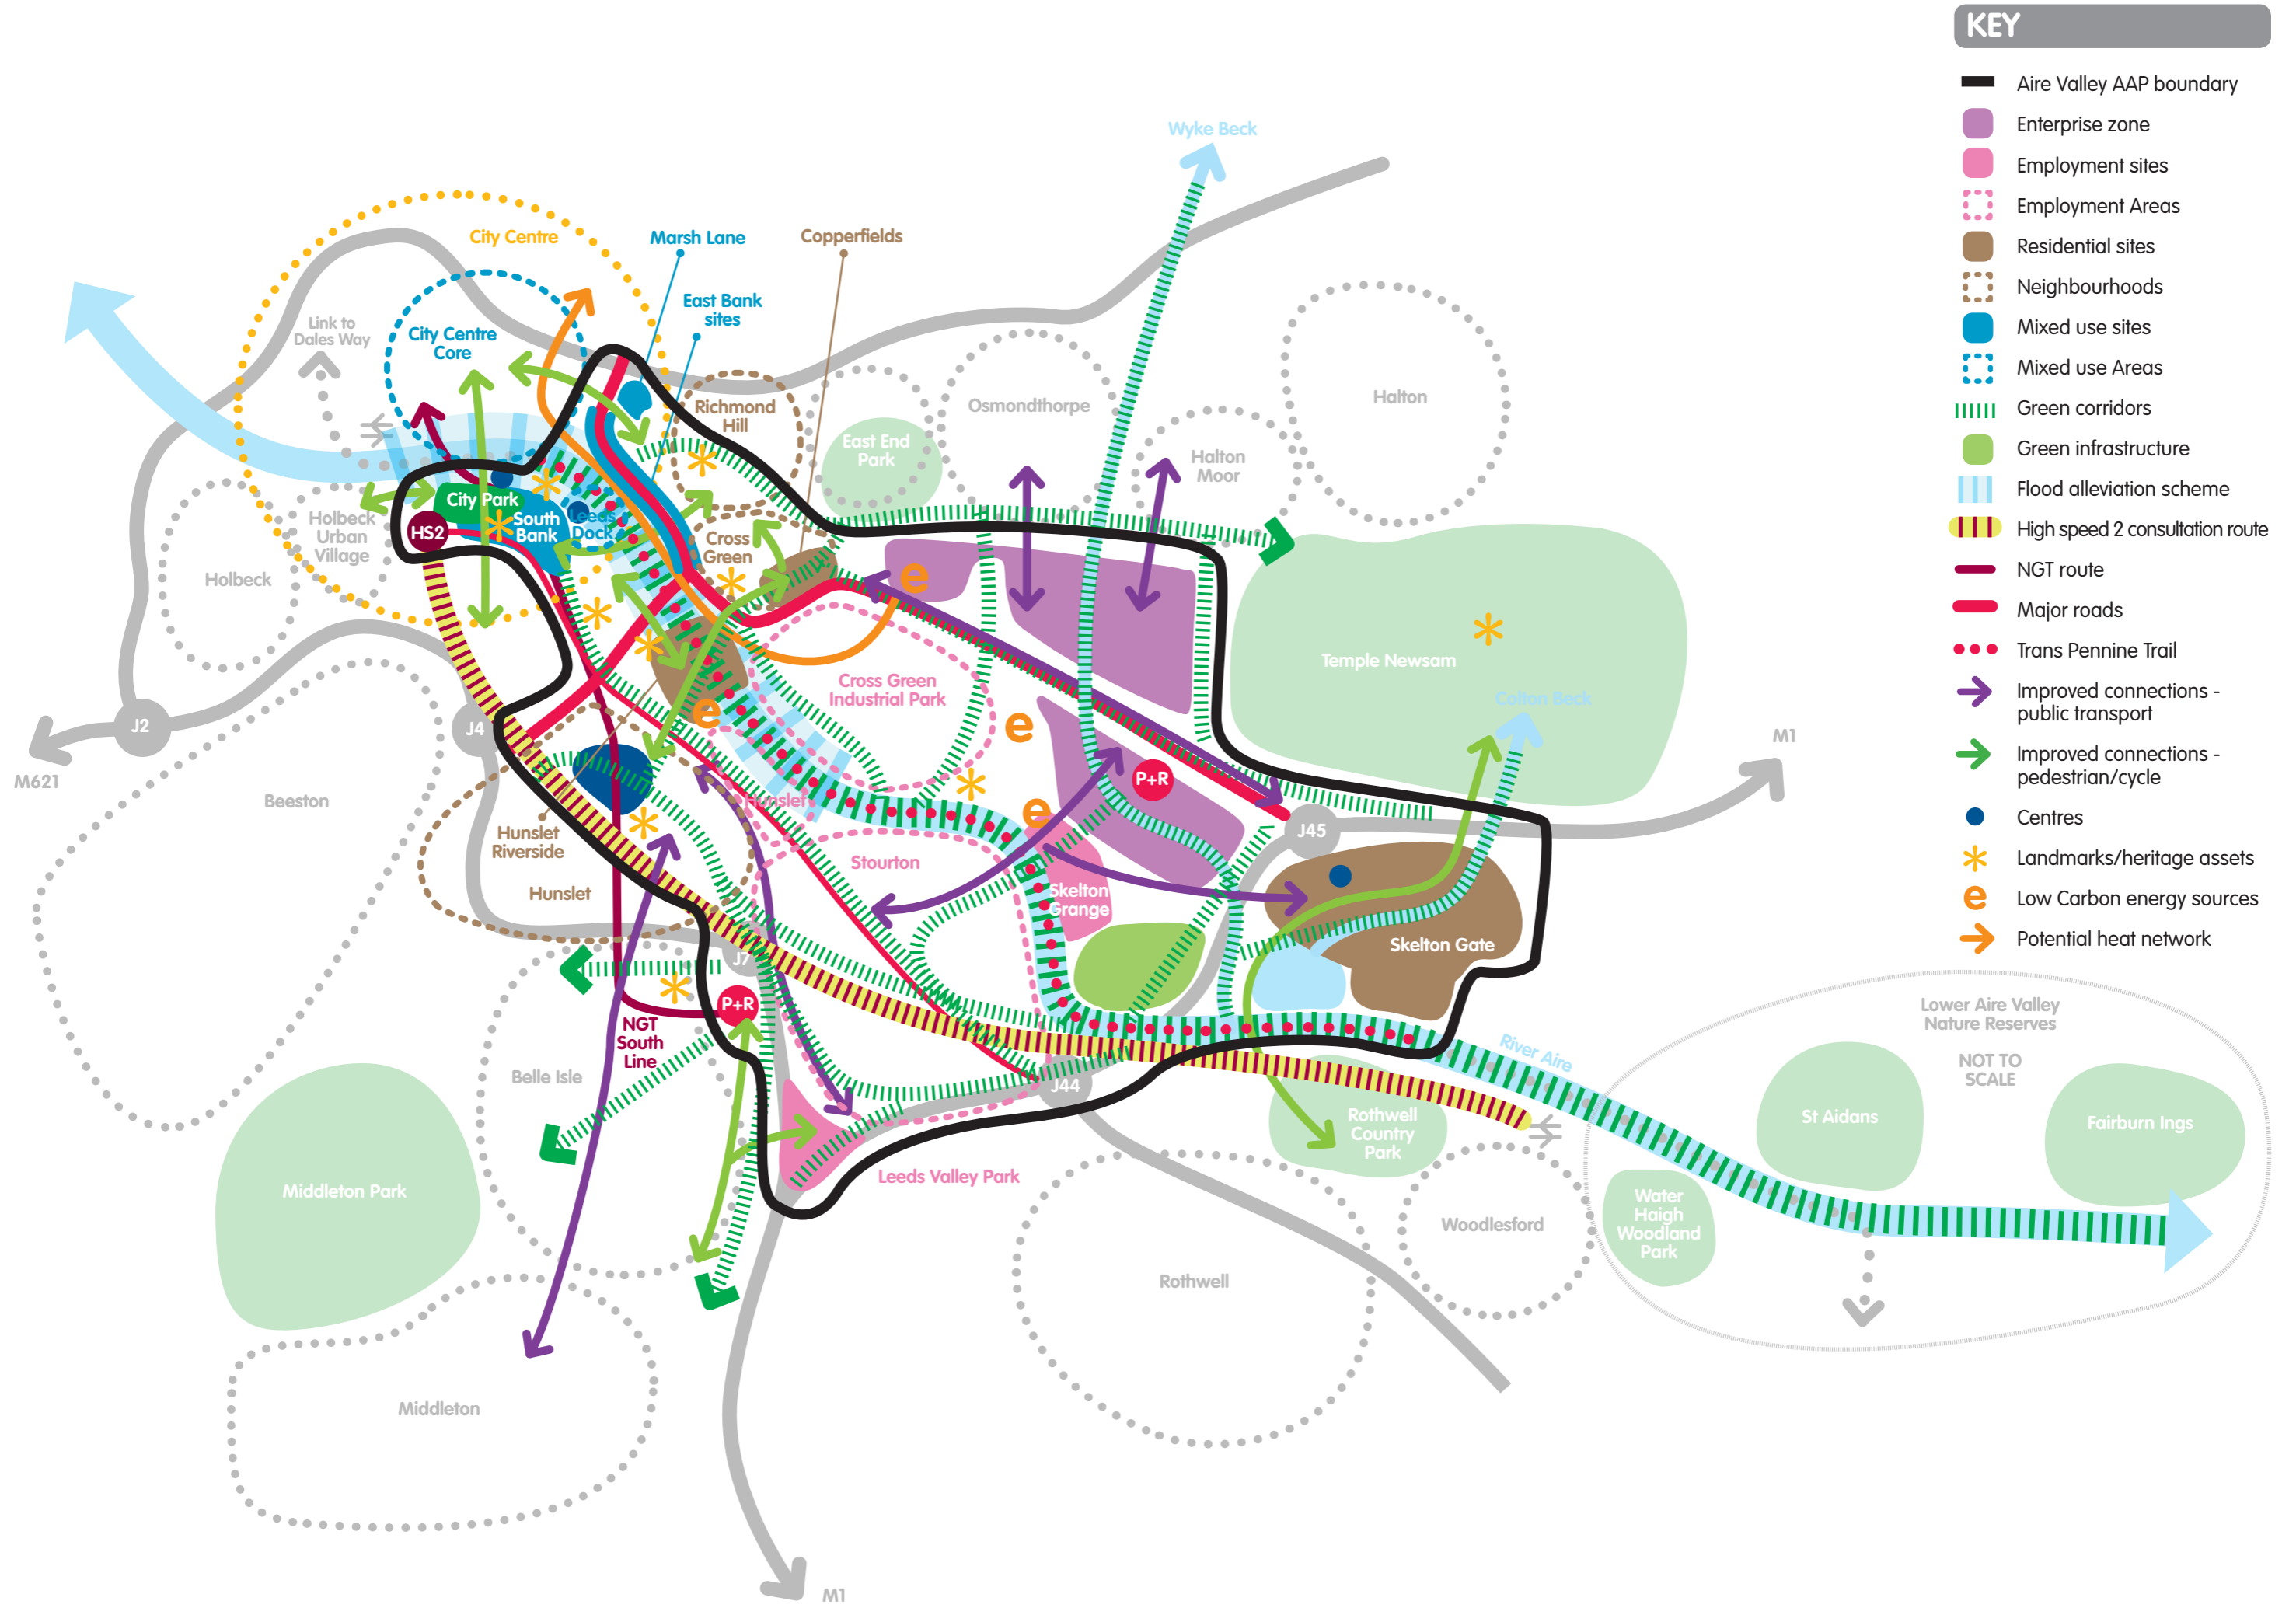 KEY
Aire Valley AAP boundary
Enterprise zone
Employment sites
Employment Areas
Residential sites
Neighbourhoods
Mixed use sites
Mixed use Areas
Green corridors
Green infrastructure
Flood alleviation scheme
High speed 2 consultation route
NGT route
Major roads
Trans Pennine Trail
Improved connections -
public transport
Improved connections -
pedestrian/cycle
Centres
Landmarks/heritage assets
Low Carbon energy sources
Potential heat network
Wyke Beck
City Centre
Marsh Lane
Copperfields
East Bank
sites
Link to
Dales Way
City Centre
Core
Richmond
Hill
Osmondthorpe
Halton
East End
Park
Halton
Moor
City Park
HS2
South
Bank
Leeds
Dock
Holbeck
Urban
Village
Holbeck
Cross
Green
e
Temple Newsam
Cross Green
Industrial Park
Colton Beck
e
e
J2
J4
M621
M1
P+R
Beeston
Hunslet
e
J45
Hunslet
Riverside
Stourton
Hunslet
Skelton
Grange
Skelton Gate
J7
P+R
NGT
South
Line
Lower Aire Valley
Nature Reserves
NOT TO
SCALE
River Aire
Belle Isle
J44
Rothwell
Country
Park
St Aidans
Fairburn Ings
Leeds Valley Park
Middleton Park
Water
Haigh
Woodland
Park
Woodlesford
Rothwell
Middleton
M1